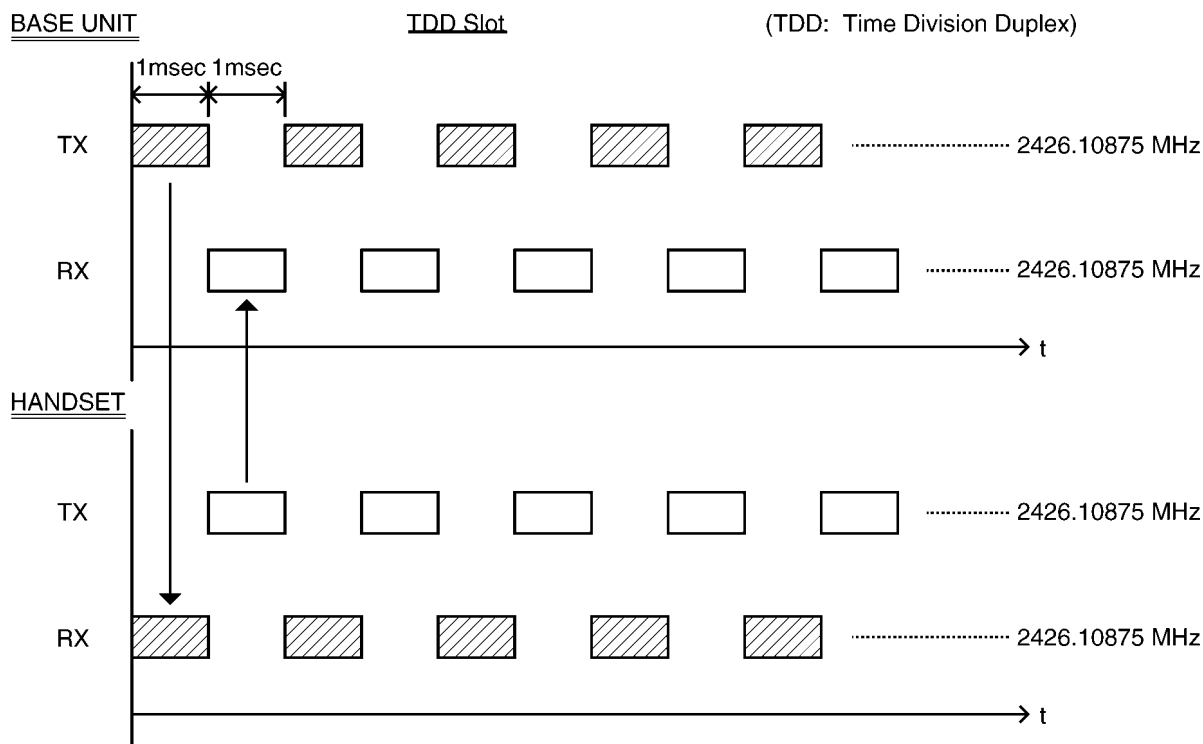 BASE UNIT TDD Slot (TDD: Time Division Duplex)
1msec 1msec
TX 2426.10875 MHz
RX 2426.10875 MHz
t
HANDSET
TX 2426.10875 MHz
RX 2426.10875 MHz
t